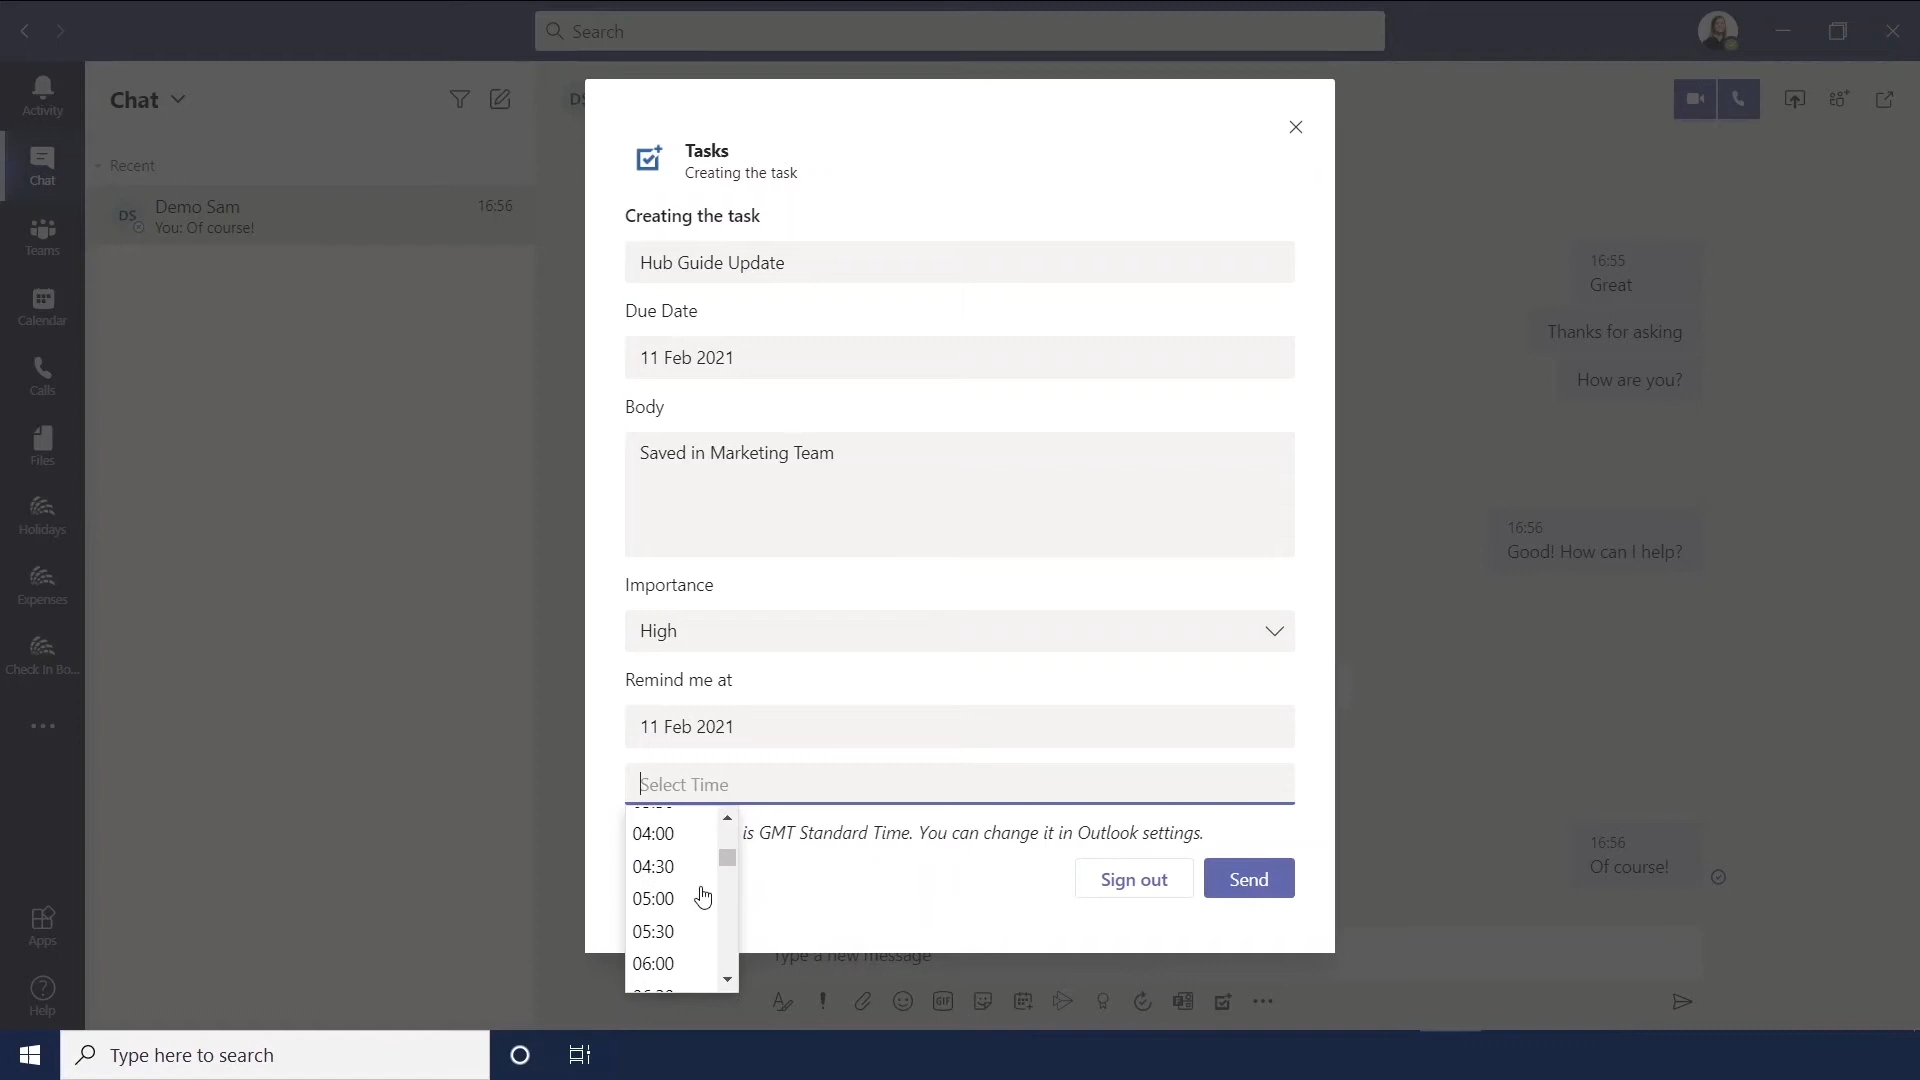 Search
Activity
Chat
Teams
Calendar
Calls
Files
Holidays
Expenses
Check In Bo...
Apps
Help
Chat
Recent
DS
Demo Sam
16:56
You: Of course!
DS
Tasks
Creating the task
Creating the task
Hub Guide Update
Due Date
11 Feb 2021
Body
Saved in Marketing Team
Importance
High
Remind me at
11 Feb 2021
Select Time
04:00
04:30
05:00
05:30
06:00
is GMT Standard Time. You can change it in Outlook settings.
Sign out
Send
16:55
Great
Thanks for asking
How are you?
16:56
Good! How can I help?
16:56
Of course!
Type a new message
GIF
Type here to search